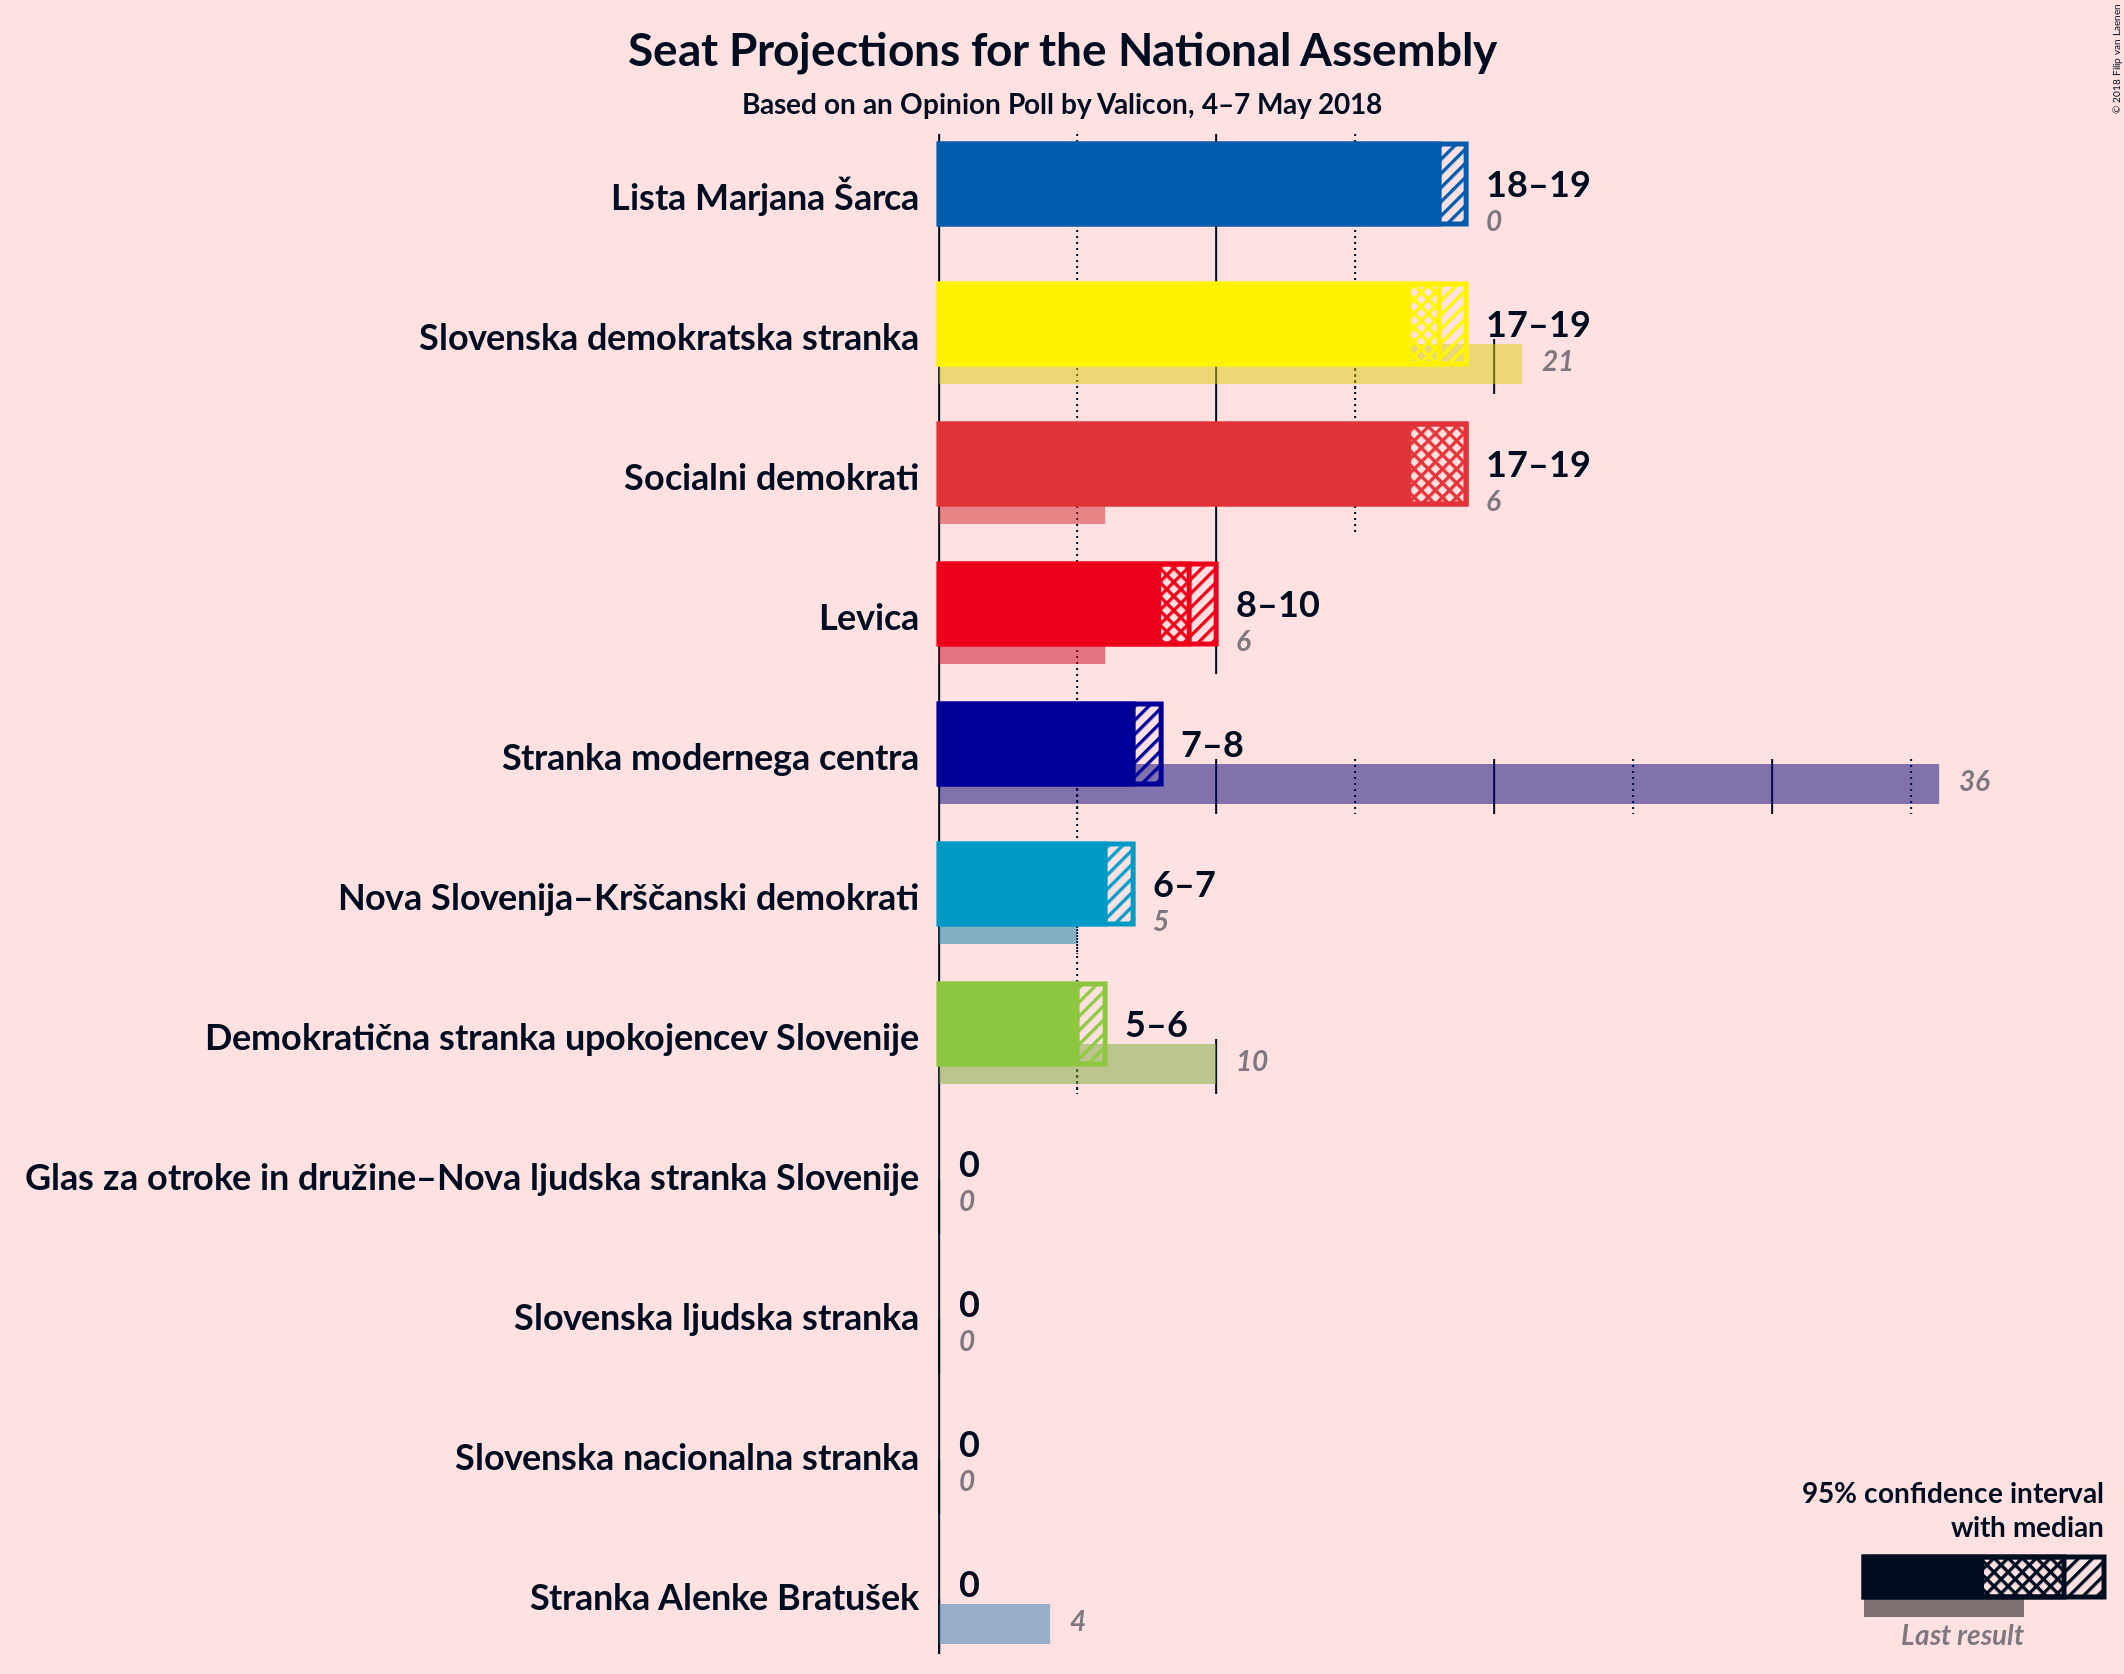 Seat Projections for the National Assembly
Based on an Opinion Poll by Valicon, 4–7 May 2018
© 2018 Filip van Laenen
Lista Marjana Šarca
18–19
0
Slovenska demokratska stranka
17–19
21
Socialni demokrati
17–19
6
Levica
8–10
6
Stranka modernega centra
7–8
36
Nova Slovenija–Krščanski demokrati
6–7
5
Demokratična stranka upokojencev Slovenije
5–6
10
Glas za otroke in družine–Nova ljudska stranka Slovenije
0
0
Slovenska ljudska stranka
0
0
Slovenska nacionalna stranka
0
0
Stranka Alenke Bratušek
0
4
95% confidence interval
with median
Last result